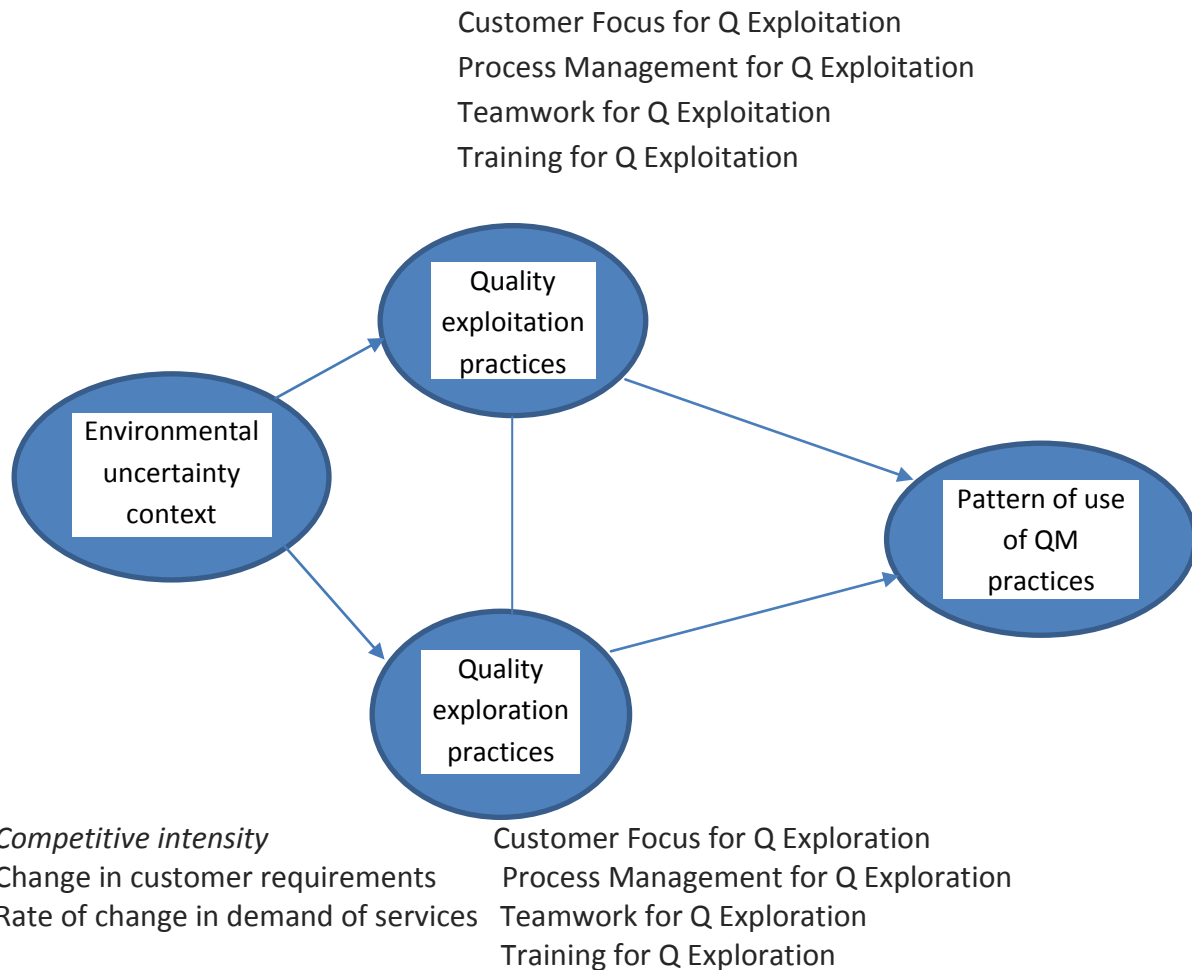 Customer Focus for Q Exploitation
Process Management for Q Exploitation
Teamwork for Q Exploitation
Training for Q Exploitation
Quality
exploitation
practices
Environmental
uncertainty
context
Pattern of use
of QM
practices
Quality
exploration
practices
Competitive intensity
Change in customer requirements
Rate of change in demand of services
Customer Focus for Q Exploration
Process Management for Q Exploration
Teamwork for Q Exploration
Training for Q Exploration